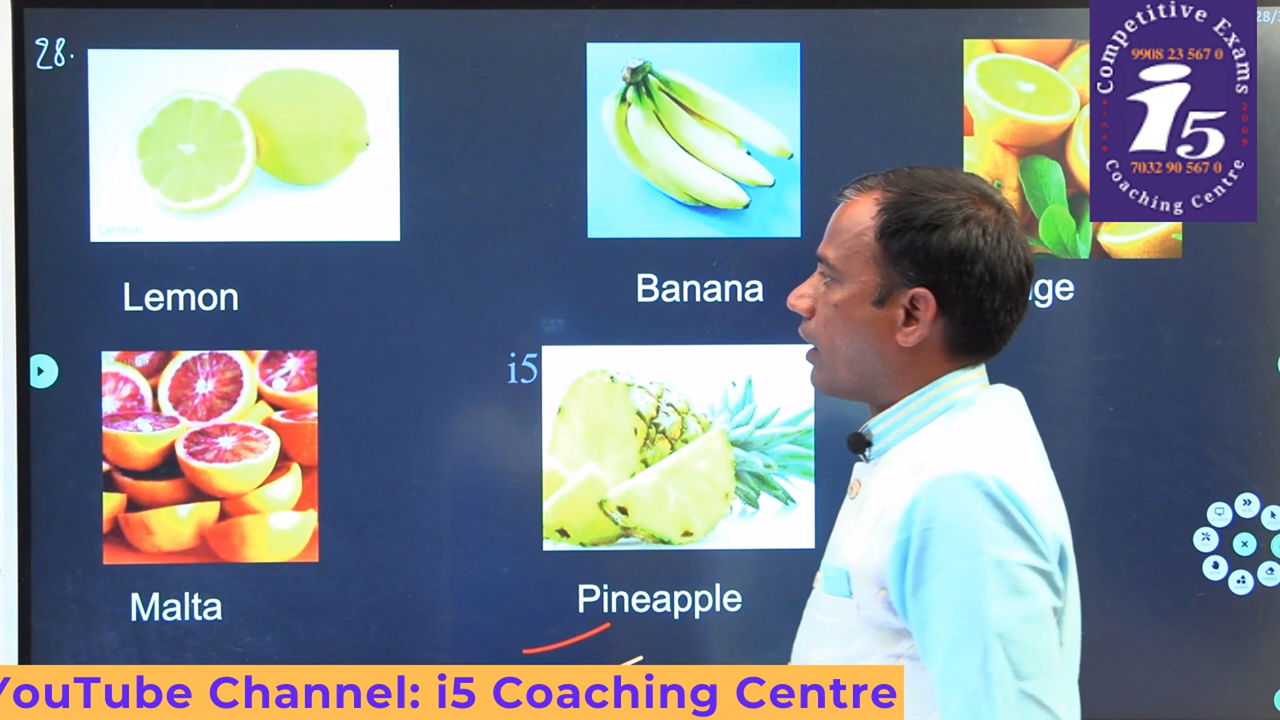 28.
Lemon
Banana
ge
Malta
i5
Pineapple
Competitive Exams
9908 23 567 0
i5
7032 90 567 0
Coaching Centre
YouTube Channel: i5 Coaching Centre